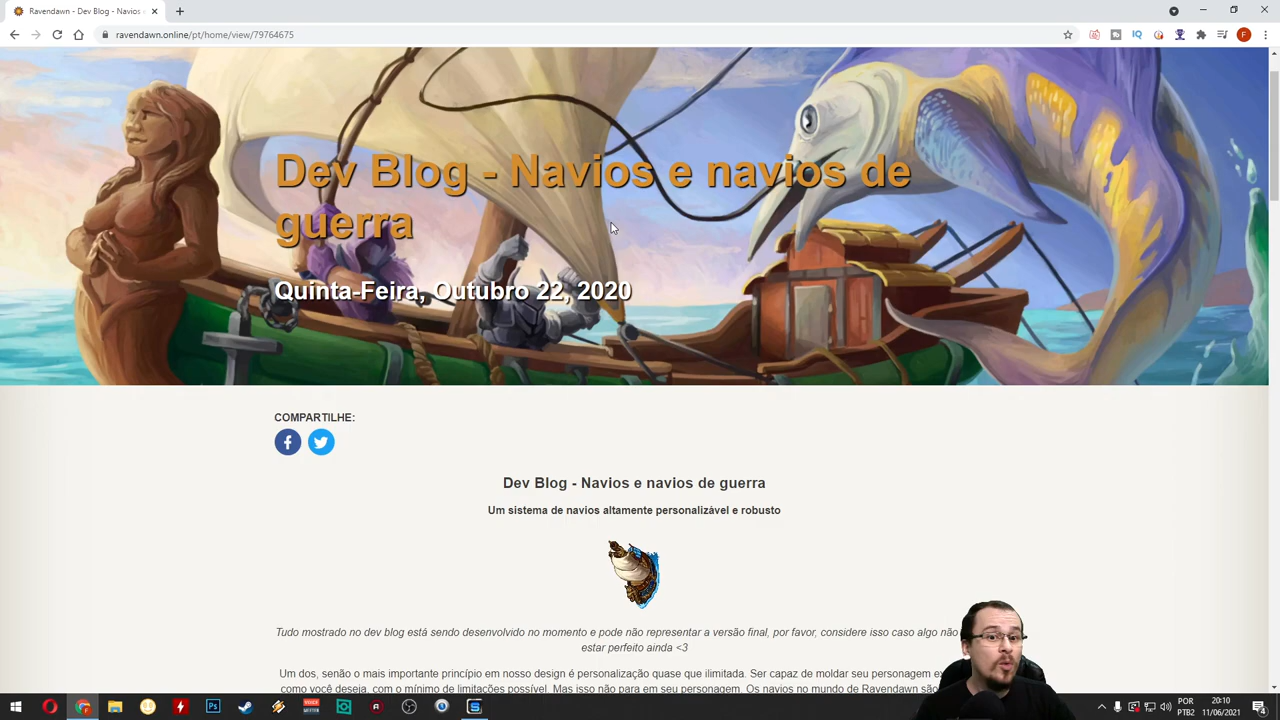 Ravendawn - Dev Blog - Navios
ravendawn.online/pt/home/view/79764675
IQ
F
Dev Blog - Navios e navios de
guerra
Quinta-Feira, Outubro 22, 2020
COMPARTILHE:
Dev Blog - Navios e navios de guerra
Um sistema de navios altamente personalizável e robusto
Tudo mostrado no dev blog está sendo desenvolvido no momento e pode não representar a versão final, por favor, considere isso caso algo não
estar perfeito ainda <3
Um dos, senão o mais importante princípio em nosso design é personalização quase que ilimitada. Ser capaz de moldar seu personagem
como você deseja, com o mínimo de limitações possível. Mas isso não para em seu personagem. Os navios no mundo de Ravendawn são
Ps
POR
PTB2
20:10
11/06/2021
4